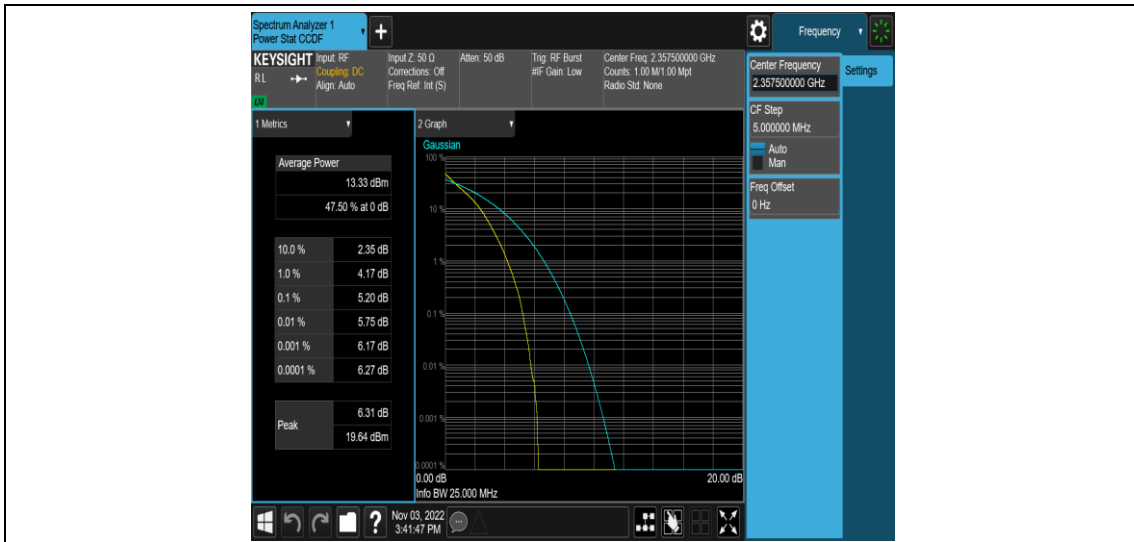 Spectrum Analyzer 1
Power Stat CCDF
Frequency
KEYSIGHT
RL
LXI
Input: RF
Coupling: DC
Align: Auto
Input Z: 50 Ω
Corrections: Off
Freq Ref: Int (S)
Atten: 50 dB
Trig: RF Burst
#IF Gain: Low
Center Freq: 2.357500000 GHz
Counts: 1.00 M/1.00 Mpt
Radio Std: None
Center Frequency
2.357500000 GHz
Settings
CF Step
5.000000 MHz
Auto
Man
Freq Offset
0 Hz
1 Metrics
Average Power
13.33 dBm
47.50 % at 0 dB
10.0 % 2.35 dB
1.0 % 4.17 dB
0.1 % 5.20 dB
0.01 % 5.75 dB
0.001 % 6.17 dB
0.0001 % 6.27 dB
Peak
6.31 dB
19.64 dBm
2 Graph
Gaussian
100 %
10 %
1 %
0.1 %
0.01 %
0.001 %
0.0001 %
0.00 dB 20.00 dB
Info BW 25.000 MHz
?
Nov 03, 2022
3:41:47 PM